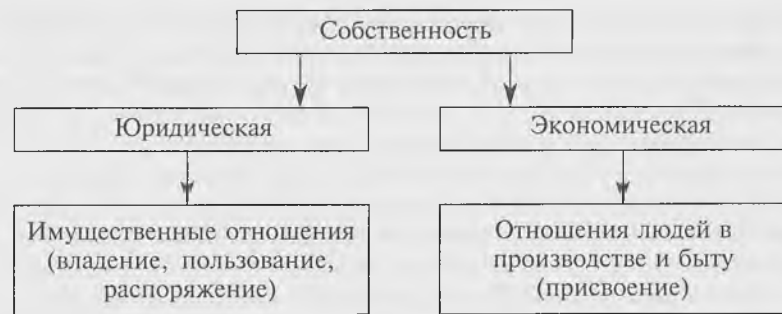 Собственность
Юридическая
Экономическая
Имущественные отношения
(владение, пользование,
распоряжение)
Отношения людей в
производстве и быту
(присвоение)